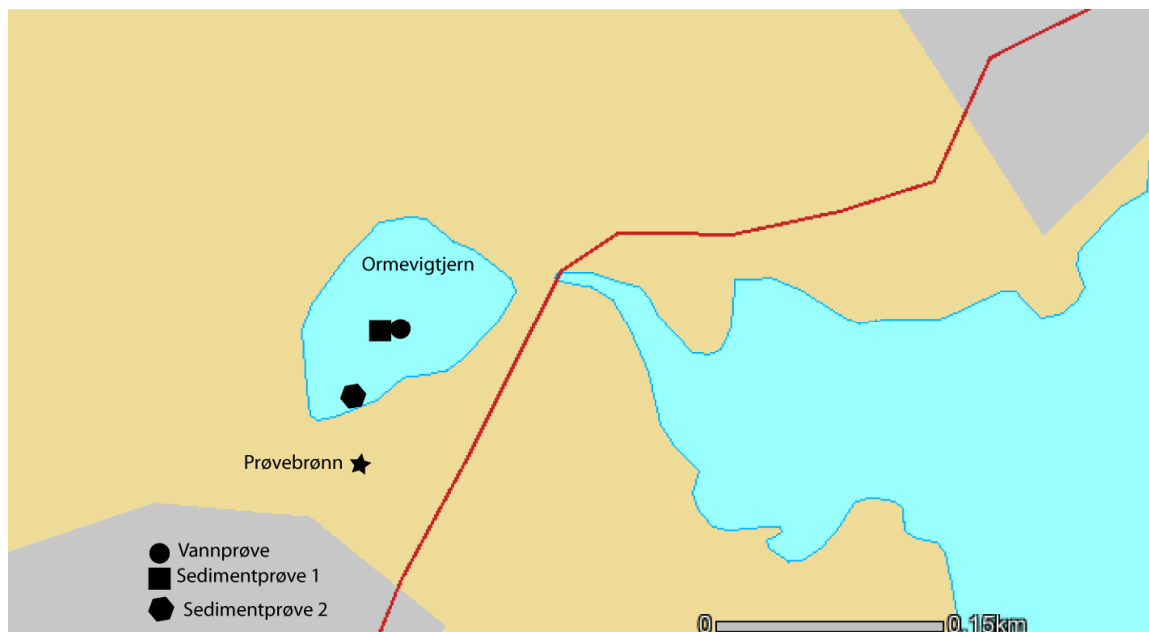 Ormevigtjern
Prøvebrønn
Vannprøve
Sedimentprøve 1
Sedimentprøve 2
0 0.15km